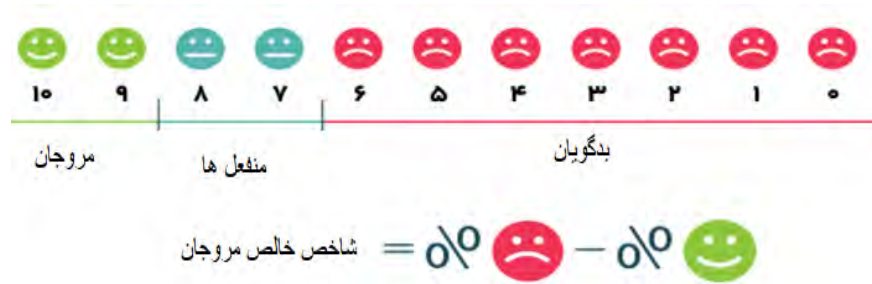 ۰ ۱ ۲ ۳ ۴ ۵ ۶ ۷ ۸ ۹ ۱۰
بدگویان منفعل ها مروجان
% − % = شاخص خالص مروجان